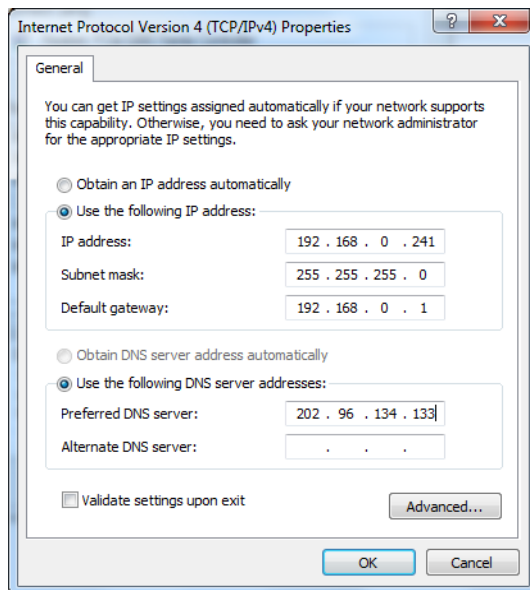 Internet Protocol Version 4 (TCP/IPv4) Properties
General
You can get IP settings assigned automatically if your network supports
this capability. Otherwise, you need to ask your network administrator
for the appropriate IP settings.
Obtain an IP address automatically
Use the following IP address:
IP address: 192 . 168 . 0 . 241
Subnet mask: 255 . 255 . 255 . 0
Default gateway: 192 . 168 . 0 . 1
Obtain DNS server address automatically
Use the following DNS server addresses:
Preferred DNS server: 202 . 96 . 134 . 133
Alternate DNS server: . . .
Validate settings upon exit
Advanced...
OK Cancel